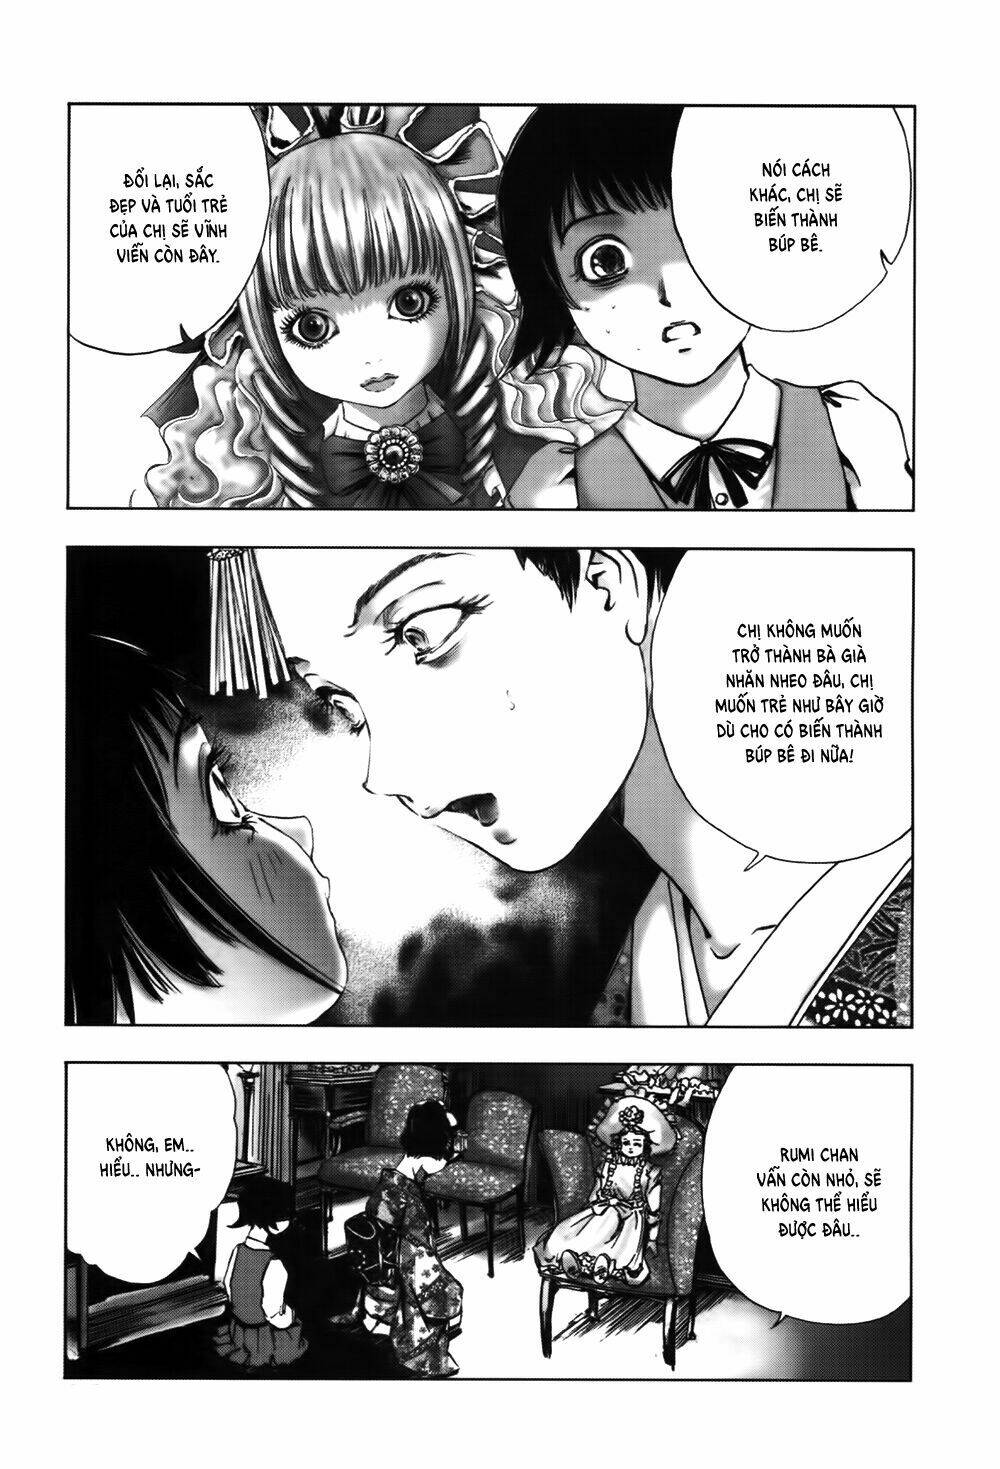 NÓI CÁCH
KHÁC, CHỊ SẼ
BIẾN THÀNH
BÚP BÊ.
ĐỔI LẠI, SẮC
ĐẸP VÀ TUỔI TRẺ
CỦA CHỊ SẼ VĨNH
VIỄN CÒN ĐÂY.
CHỊ KHÔNG MUỐN
TRỞ THÀNH BÀ GIÀ
NHĂN NHEO ĐÂU, CHỊ
MUỐN TRẺ NHƯ BÂY GIỜ
DÙ CHO CÓ BIẾN THÀNH
BÚP BÊ ĐI NỮA!
RUMI CHAN
VẪN CÒN NHỎ, SẼ
KHÔNG THỂ HIỂU
ĐƯỢC ĐÂU..
KHÔNG, EM..
HIỂU.. NHƯNG-